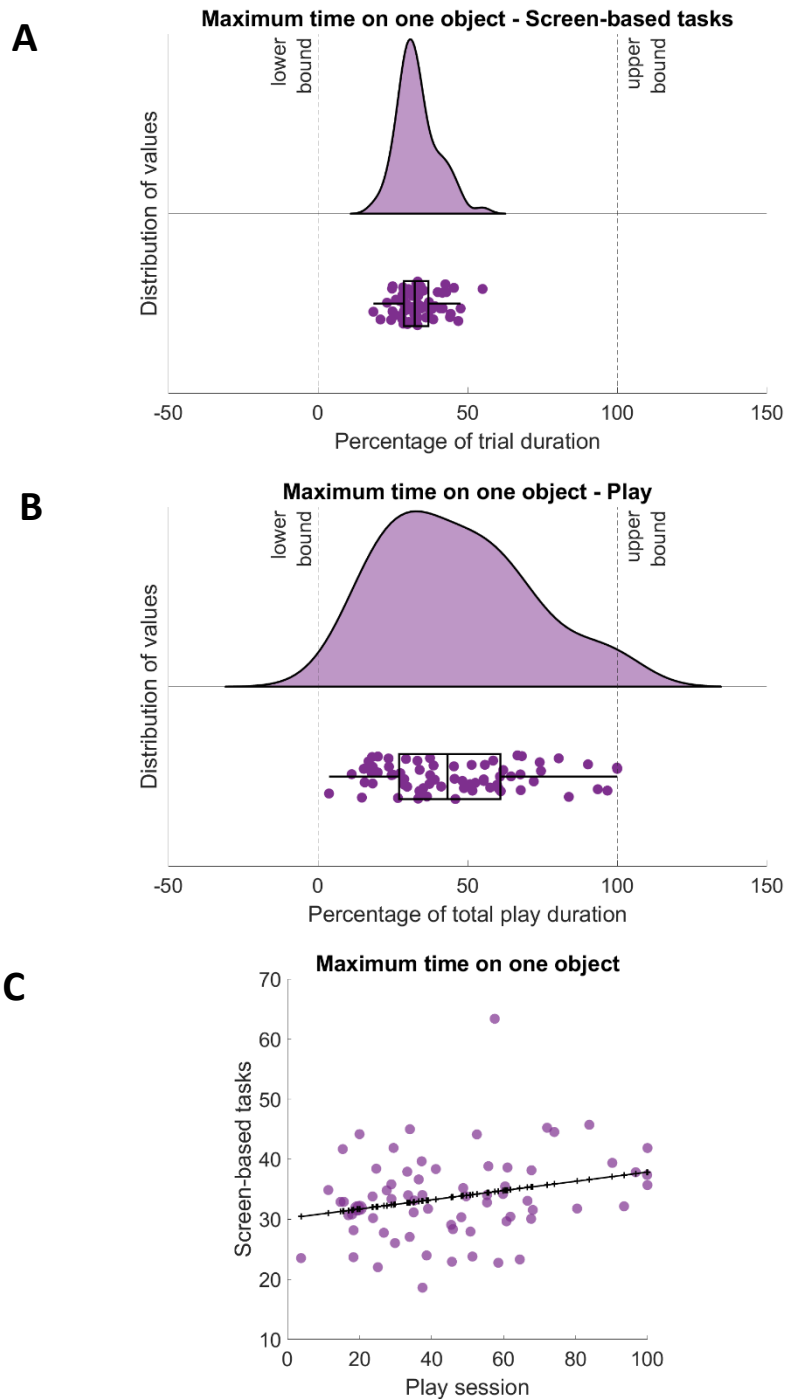 A
Maximum time on one object - Screen-based tasks
lower
bound
upper
bound
Distribution of values
-50
0
50
100
150
Percentage of trial duration
B
Maximum time on one object - Play
lower
bound
upper
bound
Distribution of values
-50
0
50
100
150
Percentage of total play duration
C
Maximum time on one object
70
60
50
40
30
20
10
Screen-based tasks
0
20
40
60
80
100
Play session